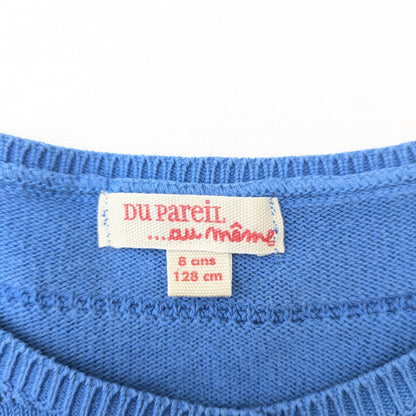 DU PAREIL
...au même
8 ans
128 cm